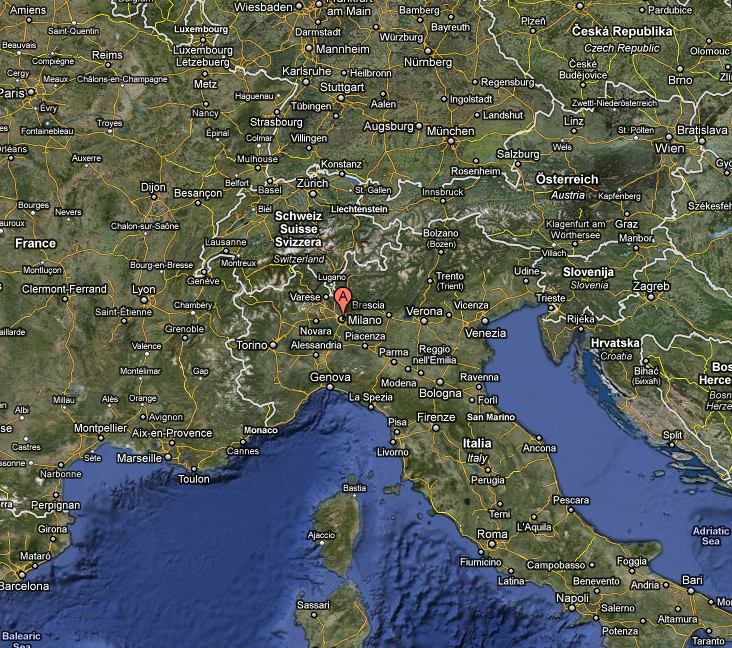 Wiesbaden
Frankfurt
am Main
Bamberg
Pardubice
Amiens
Saint-Quentin
Luxembourg
Darmstadt
Bayreuth
Plzeň
Česká Republika
Czech Republic
Olomouc
Beauvais
Compiègne
Reims
Luxembourg
Lëtzebuerg
Mannheim
Würzburg
Nürnberg
Cergy
Meaux
Châlons-en-Champagne
Metz
Karlsruhe
Heilbronn
Regensburg
České
Budějovice
Brno
Paris
Évry
Nancy
Haguenau
Stuttgart
Aalen
Ingolstadt
Zwettl-Niederösterreich
Fontainebleau
Troyes
Strasbourg
Tübingen
Landshut
Linz
Épinal
Colmar
Villingen
Augsburg
München
Wels
St. Pölten
Bratislava
Wien
Auxerre
Mulhouse
Konstanz
Rosenheim
Salzburg
Dijon
Besançon
Belfort
Basel
Zürich
St. Gallen
Innsbruck
Österreich
Austria
Kapfenberg
Bourges
Nevers
Chalon-sur-Saône
Biel
Schweiz
Suisse
Svizzera
Switzerland
Liechtenstein
Graz
Klagenfurt am
Wörthersee
Maribor
France
Lausanne
Montreux
Bolzano
(Bozen)
Villach
Montluçon
Bourg-en-Bresse
Genève
Lugano
Trento
(Trient)
Udine
Slovenija
Slovenia
Zagreb
Clermont-Ferrand
Lyon
Chambéry
Varese
A
Brescia
Verona
Vicenza
Trieste
Saint-Étienne
Grenoble
Novara
Milano
Venezia
Rijeka
Valence
Torino
Alessandria
Piacenza
Parma
Reggio
nell'Emilia
Hrvatska
Croatia
Bihać
(Бихаћ)
Montélimar
Gap
Genova
Modena
Ravenna
Millau
Alès
Orange
La Spezia
Bologna
Forlì
Albi
Avignon
Monaco
Pisa
Firenze
San Marino
Castres
Montpellier
Aix-en-Provence
Cannes
Livorno
Italia
Italy
Ancona
Split
Sète
Marseille
Toulon
Narbonne
Perugia
Perpignan
Bastia
Terni
Pescara
Girona
Ajaccio
L'Aquila
Roma
Adriatic
Sea
Mataró
Fiumicino
Campobasso
Foggia
Barcelona
Latina
Benevento
Andria
Bari
Sassari
Napoli
Salerno
Altamura
Balearic
Sea
Potenza
Taranto